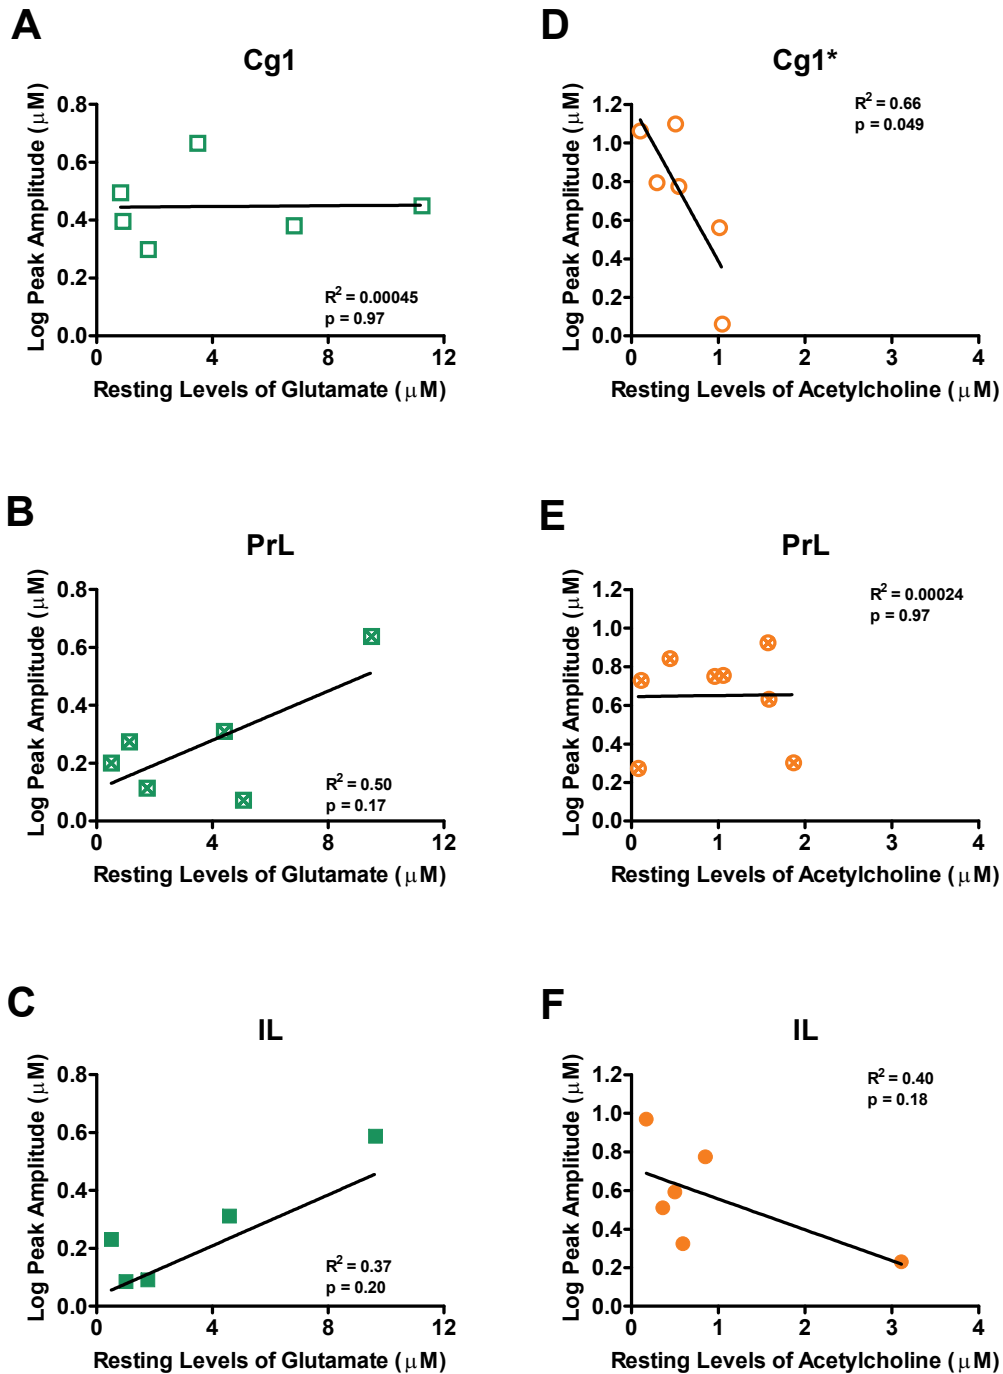 A
Cg1
Log Peak Amplitude (μM)
0.8
0.6
0.4
0.2
0.0
R² = 0.00045
p = 0.97
0 4 8 12
Resting Levels of Glutamate (μM)
D
Cg1*
Log Peak Amplitude (μM)
1.2
1.0
0.8
0.6
0.4
0.2
0.0
R² = 0.66
p = 0.049
0 1 2 3 4
Resting Levels of Acetylcholine (μM)
B
PrL
Log Peak Amplitude (μM)
0.8
0.6
0.4
0.2
0.0
R² = 0.50
p = 0.17
0 4 8 12
Resting Levels of Glutamate (μM)
E
PrL
Log Peak Amplitude (μM)
1.2
1.0
0.8
0.6
0.4
0.2
0.0
R² = 0.00024
p = 0.97
0 1 2 3 4
Resting Levels of Acetylcholine (μM)
C
IL
Log Peak Amplitude (μM)
0.8
0.6
0.4
0.2
0.0
R² = 0.37
p = 0.20
0 4 8 12
Resting Levels of Glutamate (μM)
F
IL
Log Peak Amplitude (μM)
1.2
1.0
0.8
0.6
0.4
0.2
0.0
R² = 0.40
p = 0.18
0 1 2 3 4
Resting Levels of Acetylcholine (μM)